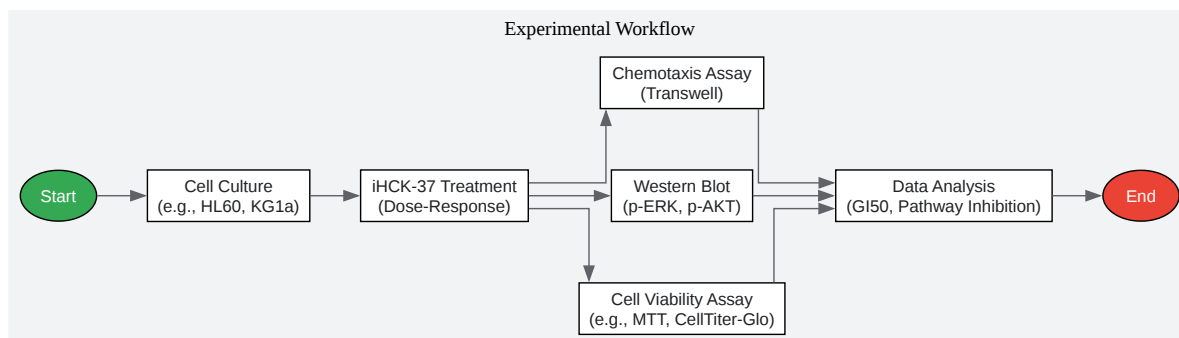 Experimental Workflow
Start
Cell Culture
(e.g., HL60, KG1a)
iHCK-37 Treatment
(Dose-Response)
Chemotaxis Assay
(Transwell)
Western Blot
(p-ERK, p-AKT)
Cell Viability Assay
(e.g., MTT, CellTiter-Glo)
Data Analysis
(GI50, Pathway Inhibition)
End